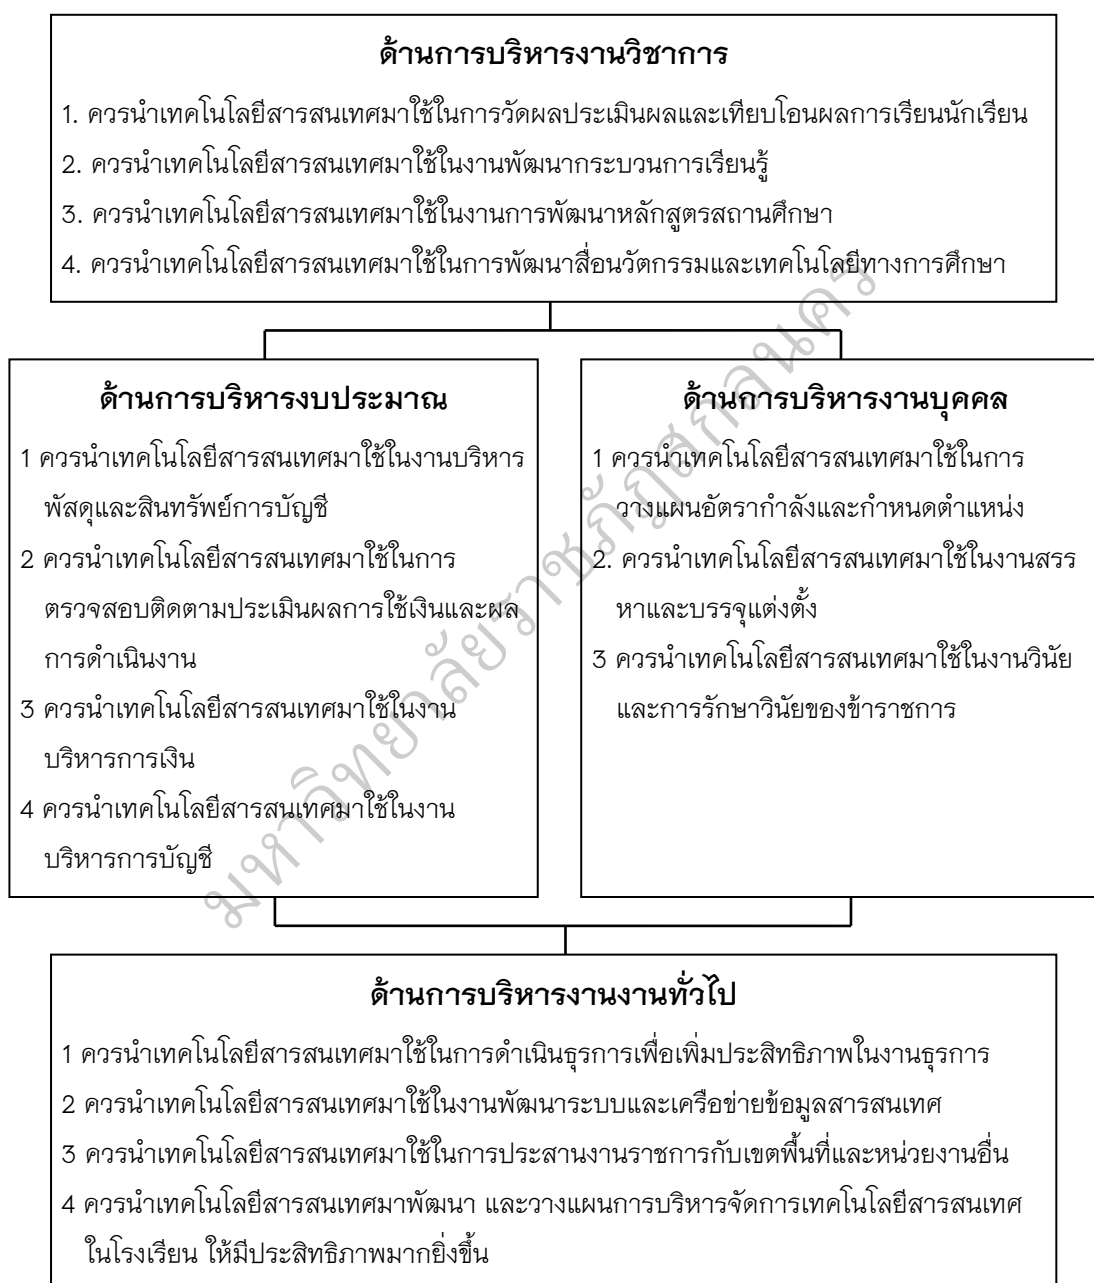 ด้านการบริหารงานวิชาการ
1. ควรนำเทคโนโลยีสารสนเทศมาใช้ในการวัดผลประเมินผลและเทียบโอนผลการเรียนนักเรียน
2. ควรนำเทคโนโลยีสารสนเทศมาใช้ในงานพัฒนากระบวนการเรียนรู้
3. ควรนำเทคโนโลยีสารสนเทศมาใช้ในงานการพัฒนาหลักสูตรสถานศึกษา
4. ควรนำเทคโนโลยีสารสนเทศมาใช้ในการพัฒนาสื่อนวัตกรรมและเทคโนโลยีทางการศึกษา
ด้านการบริหารงบประมาณ
1 ควรนำเทคโนโลยีสารสนเทศมาใช้ในงานบริหาร
พัสดุและสินทรัพย์การบัญชี
2 ควรนำเทคโนโลยีสารสนเทศมาใช้ในการ
ตรวจสอบติดตามประเมินผลการใช้เงินและผล
การดำเนินงาน
3 ควรนำเทคโนโลยีสารสนเทศมาใช้ในงาน
บริหารการเงิน
4 ควรนำเทคโนโลยีสารสนเทศมาใช้ในงาน
บริหารการบัญชี
ด้านการบริหารงานบุคคล
1 ควรนำเทคโนโลยีสารสนเทศมาใช้ในการ
วางแผนอัตรากำลังและกำหนดตำแหน่ง
2. ควรนำเทคโนโลยีสารสนเทศมาใช้ในงานสรร
หาและบรรจุแต่งตั้ง
3 ควรนำเทคโนโลยีสารสนเทศมาใช้ในงานวินัย
และการรักษาวินัยของข้าราชการ
ด้านการบริหารงานงานทั่วไป
1 ควรนำเทคโนโลยีสารสนเทศมาใช้ในการดำเนินธุรการเพื่อเพิ่มประสิทธิภาพในงานธุรการ
2 ควรนำเทคโนโลยีสารสนเทศมาใช้ในงานพัฒนาระบบและเครือข่ายข้อมูลสารสนเทศ
3 ควรนำเทคโนโลยีสารสนเทศมาใช้ในการประสานงานราชการกับเขตพื้นที่และหน่วยงานอื่น
4 ควรนำเทคโนโลยีสารสนเทศมาพัฒนา และวางแผนการบริหารจัดการเทคโนโลยีสารสนเทศ
ในโรงเรียน ให้มีประสิทธิภาพมากยิ่งขึ้น
มหาวิทยาลัยราชภัฏสกลนคร